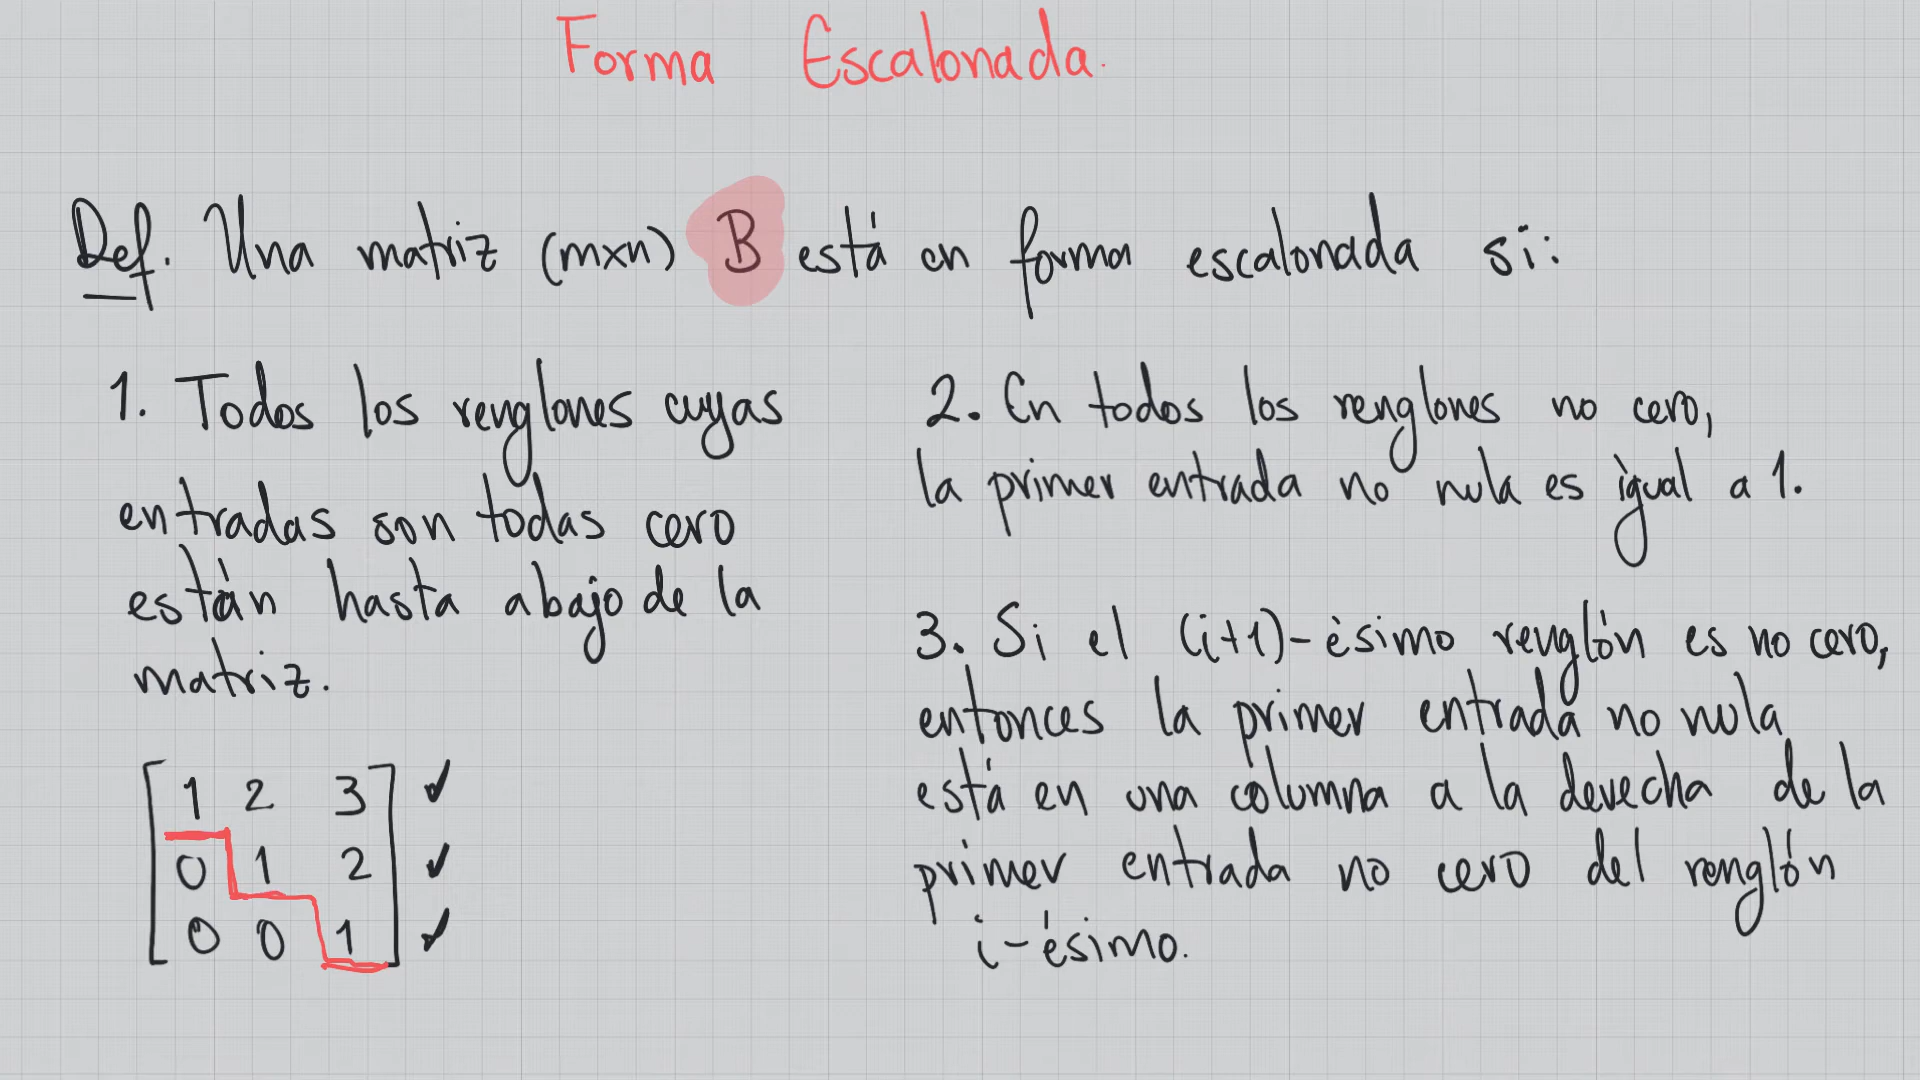 Forma Escalonada.
Def. Una matriz (mxn) B está en forma escalonada si:
1. Todos los renglones cuyas
entradas son todas cero
están hasta abajo de la
matriz.
1 2 3 ✓
0 1 2 ✓
0 0 1 ✓
2. En todos los renglones no cero,
la primer entrada no nula es igual a 1.
3. Si el (i+1)-ésimo renglón es no cero,
entonces la primer entrada no nula
está en una columna a la derecha de la
primer entrada no cero del renglón
i-ésimo.